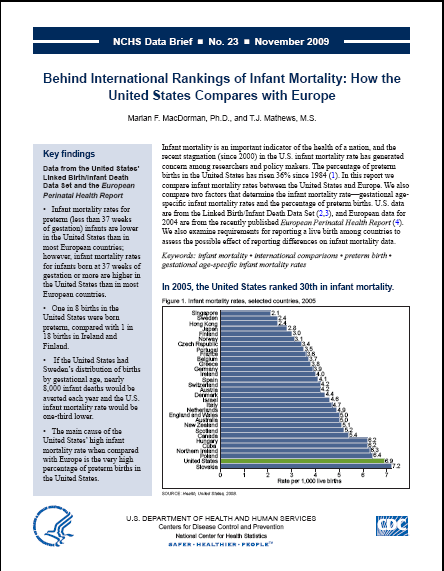 NCHS Data Brief ■ No. 23 ■ November 2009
Behind International Rankings of Infant Mortality: How the
United States Compares with Europe
Marian F. MacDorman, Ph.D., and T.J. Mathews, M.S.
Key findings
Data from the United States'
Linked Birth/Infant Death
Data Set and the European
Perinatal Health Report
• Infant mortality rates for
preterm (less than 37 weeks
of gestation) infants are lower
in the United States than in
most European countries;
however, infant mortality rates
for infants born at 37 weeks of
gestation or more are higher in
the United States than in most
European countries.
• One in 8 births in the
United States were born
preterm, compared with 1 in
18 births in Ireland and
Finland.
• If the United States had
Sweden's distribution of births
by gestational age, nearly
8,000 infant deaths would be
averted each year and the U.S.
infant mortality rate would be
one-third lower.
• The main cause of the
United States' high infant
mortality rate when compared
with Europe is the very high
percentage of preterm births in
the United States.
Infant mortality is an important indicator of the health of a nation, and the
recent stagnation (since 2000) in the U.S. infant mortality rate has generated
concern among researchers and policy makers. The percentage of preterm
births in the United States has risen 36% since 1984 (1). In this report we
compare infant mortality rates between the United States and Europe. We also
compare two factors that determine the infant mortality rate—gestational age-
specific infant mortality rates and the percentage of preterm births. U.S. data
are from the Linked Birth/Infant Death Data Set (2,3), and European data for
2004 are from the recently published European Perinatal Health Report (4).
We also examine requirements for reporting a live birth among countries to
assess the possible effect of reporting differences on infant mortality data.
Keywords: infant mortality • international comparisons • preterm birth •
gestational age-specific infant mortality rates
In 2005, the United States ranked 30th in infant mortality.
Figure 1. Infant mortality rates, selected countries, 2005
Singapore 2.1
Sweden 2.4
Hong Kong 2.4
Japan 2.8
Finland 3.0
Norway 3.1
Czech Republic 3.4
Portugal 3.5
France 3.6
Belgium 3.7
Greece 3.8
Germany 3.9
Ireland 4.0
Spain 4.1
Switzerland 4.2
Austria 4.2
Denmark 4.4
Israel 4.6
Italy 4.7
Netherlands 4.9
England and Wales 5.0
Australia 5.0
New Zealand 5.1
Scotland 5.2
Canada 5.4
Hungary 6.2
Cuba 6.2
Northern Ireland 6.3
Poland 6.4
United States 6.9
Slovakia 7.2
0 1 2 3 4 5 6 7
Rate per 1,000 live births
SOURCE: Health, United States, 2008
U.S. DEPARTMENT OF HEALTH AND HUMAN SERVICES
Centers for Disease Control and Prevention
National Center for Health Statistics
SAFER • HEALTHIER • PEOPLE™
CDC